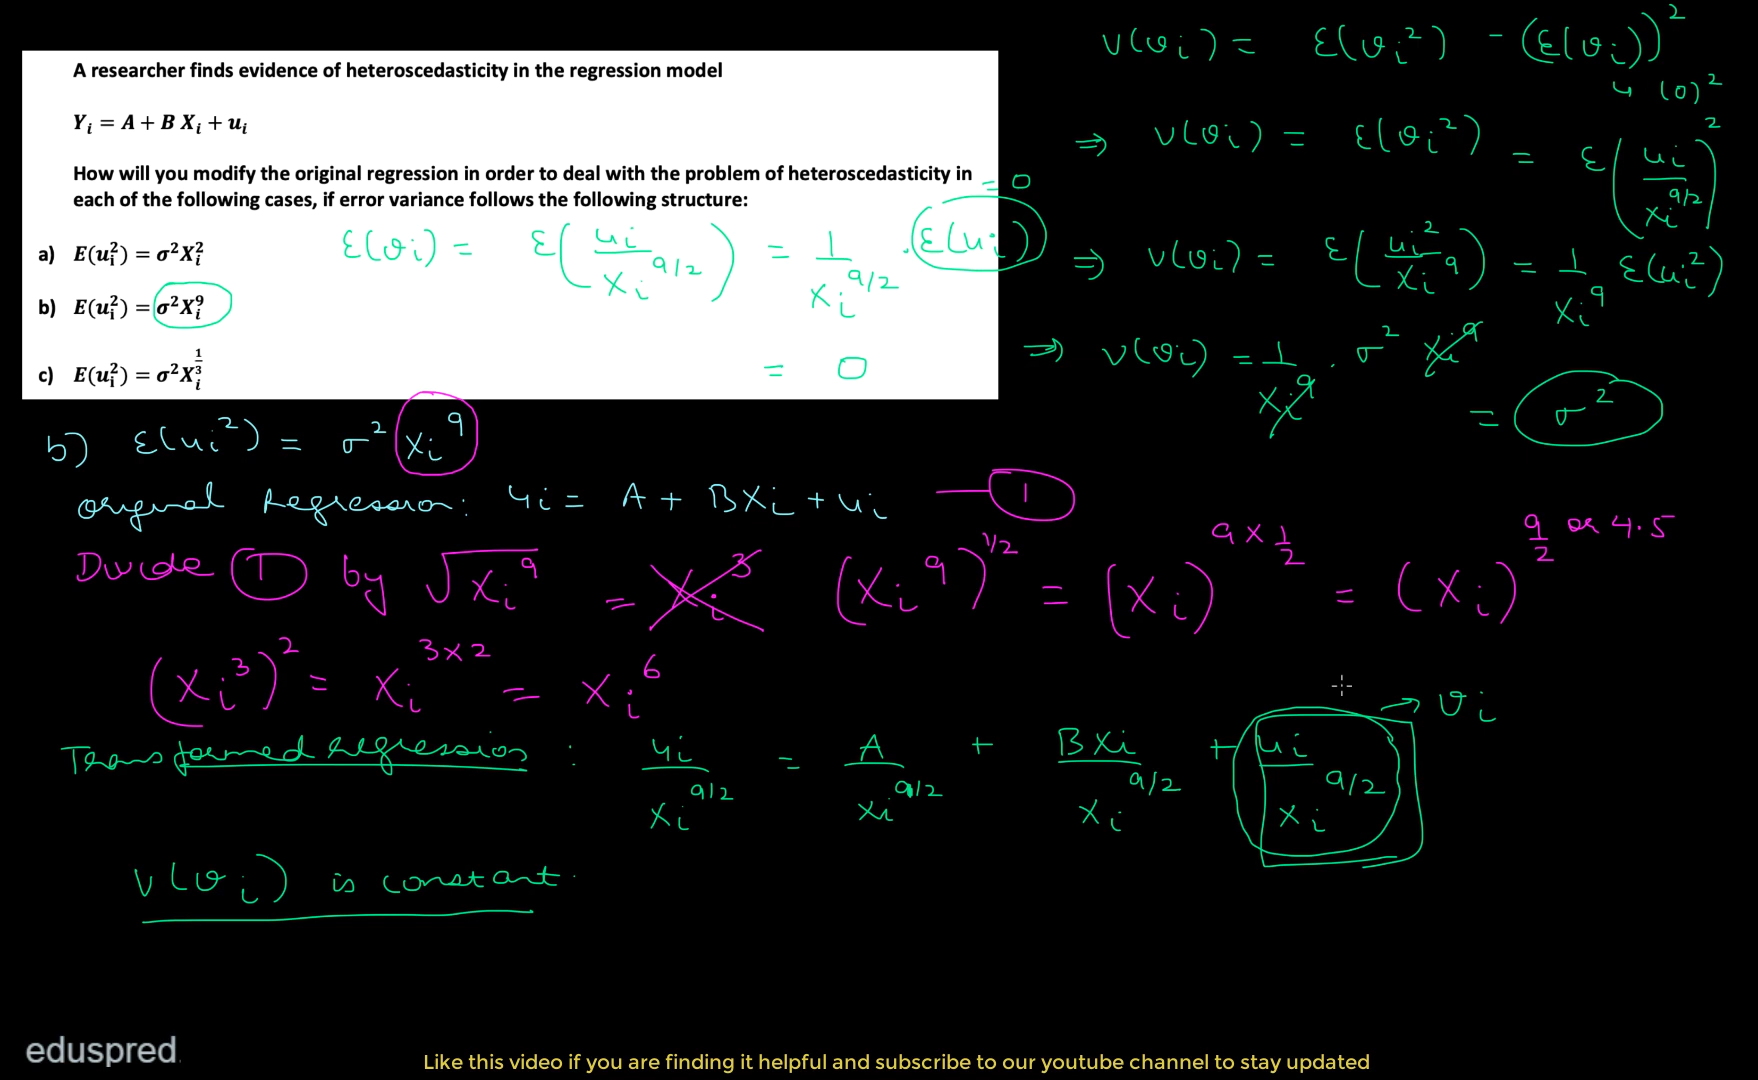 A researcher finds evidence of heteroscedasticity in the regression model
Yᵢ = A + B Xᵢ + uᵢ
How will you modify the original regression in order to deal with the problem of heteroscedasticity in
each of the following cases, if error variance follows the following structure:
a) E(uᵢ²) = σ²Xᵢ²
b) E(uᵢ²) = σ²Xᵢ⁹
c) E(uᵢ²) = σ²Xᵢ^(1/3)
E(vᵢ) = E(uᵢ / Xᵢ^(9/2)) = 1 / Xᵢ^(9/2) . E(uᵢ) = 0
= 0
V(vᵢ) = E(vᵢ²) - (E(vᵢ))²
↳ (0)²
⇒ V(vᵢ) = E(vᵢ²) = E(uᵢ / Xᵢ^(9/2))²
⇒ V(vᵢ) = E(uᵢ² / Xᵢ⁹) = 1 / Xᵢ⁹ E(uᵢ²)
⇒ V(vᵢ) = 1 / Xᵢ⁹ . σ² Xᵢ⁹
= σ²
b) E(uᵢ²) = σ² Xᵢ⁹
Original Regression: Yᵢ = A + BXᵢ + uᵢ — 1
Divide 1 by √Xᵢ⁹ = Xᵢ³ (Xᵢ⁹)^(1/2) = (Xᵢ)^(9 × 1/2) = (Xᵢ)^(9/2 or 4.5)
(Xᵢ³)² = Xᵢ^(3×2) = Xᵢ⁶
Transformed Regression : Yᵢ / Xᵢ^(9/2) = A / Xᵢ^(9/2) + BXᵢ / Xᵢ^(9/2) + uᵢ / Xᵢ^(9/2) → vᵢ
V(vᵢ) is constant.
eduspred
Like this video if you are finding it helpful and subscribe to our youtube channel to stay updated